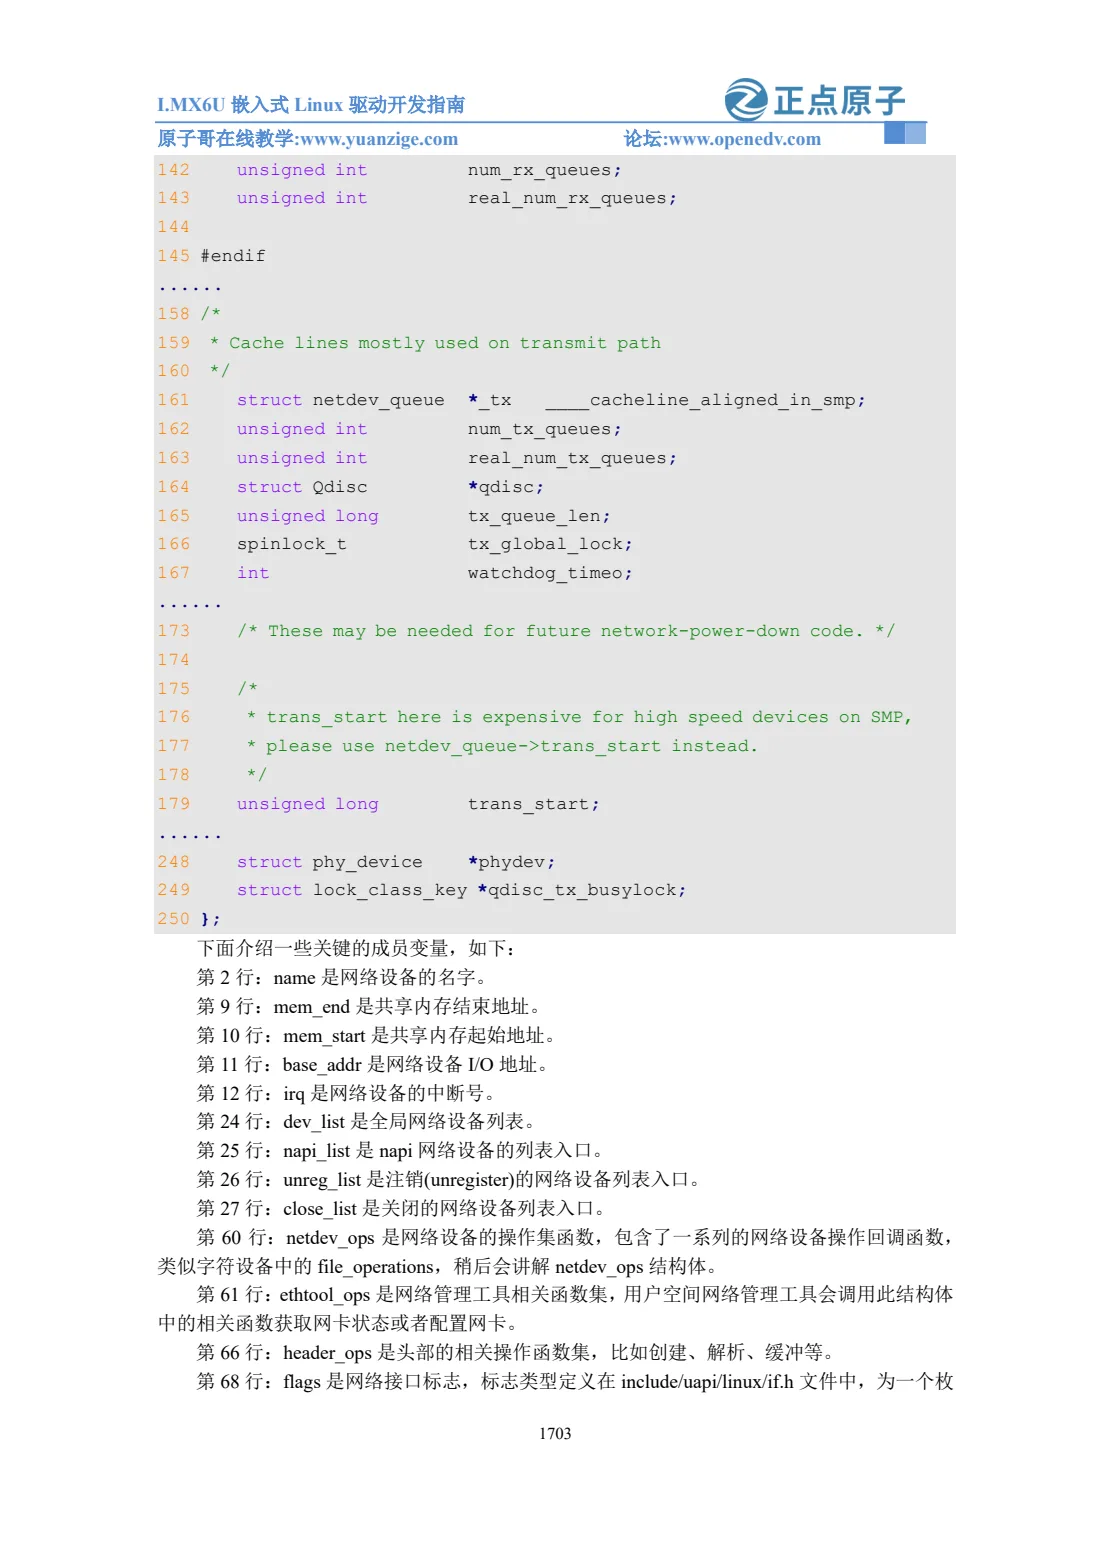 I.MX6U 嵌入式 Linux 驱动开发指南
正点原子
原子哥在线教学:www.yuanzige.com 论坛:www.openedv.com
142 unsigned int num_rx_queues;
143 unsigned int real_num_rx_queues;
144
145 #endif
......
158 /*
159 * Cache lines mostly used on transmit path
160 */
161 struct netdev_queue *_tx ____cacheline_aligned_in_smp;
162 unsigned int num_tx_queues;
163 unsigned int real_num_tx_queues;
164 struct Qdisc *qdisc;
165 unsigned long tx_queue_len;
166 spinlock_t tx_global_lock;
167 int watchdog_timeo;
......
173 /* These may be needed for future network-power-down code. */
174
175 /*
176 * trans_start here is expensive for high speed devices on SMP,
177 * please use netdev_queue->trans_start instead.
178 */
179 unsigned long trans_start;
......
248 struct phy_device *phydev;
249 struct lock_class_key *qdisc_tx_busylock;
250 };
下面介绍一些关键的成员变量，如下：
第 2 行：name 是网络设备的名字。
第 9 行：mem_end 是共享内存结束地址。
第 10 行：mem_start 是共享内存起始地址。
第 11 行：base_addr 是网络设备 I/O 地址。
第 12 行：irq 是网络设备的中断号。
第 24 行：dev_list 是全局网络设备列表。
第 25 行：napi_list 是 napi 网络设备的列表入口。
第 26 行：unreg_list 是注销(unregister)的网络设备列表入口。
第 27 行：close_list 是关闭的网络设备列表入口。
第 60 行：netdev_ops 是网络设备的操作集函数，包含了一系列的网络设备操作回调函数，
类似字符设备中的 file_operations，稍后会讲解 netdev_ops 结构体。
第 61 行：ethtool_ops 是网络管理工具相关函数集，用户空间网络管理工具会调用此结构体
中的相关函数获取网卡状态或者配置网卡。
第 66 行：header_ops 是头部的相关操作函数集，比如创建、解析、缓冲等。
第 68 行：flags 是网络接口标志，标志类型定义在 include/uapi/linux/if.h 文件中，为一个枚
1703